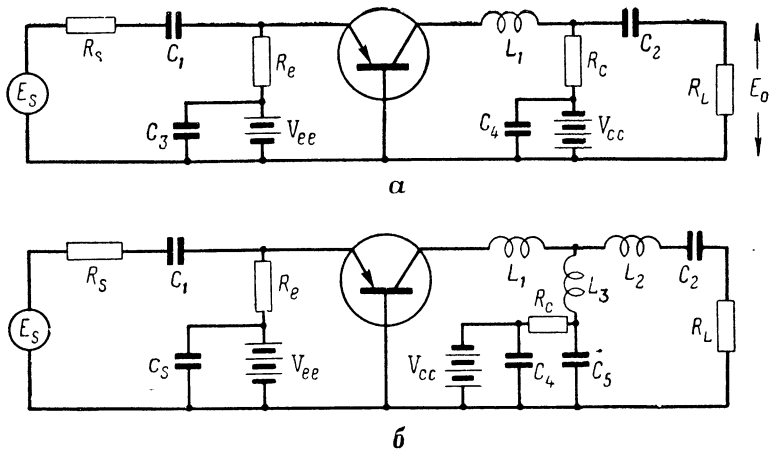 R_s C_1 L_1 C_2
E_s R_e R_c R_L E_o
C_3 V_ee C_4 V_cc
а
R_s C_1 L_1 L_2 C_2
R_e L_3
E_s R_c R_L
C_s V_ee V_cc C_4 C_5
б